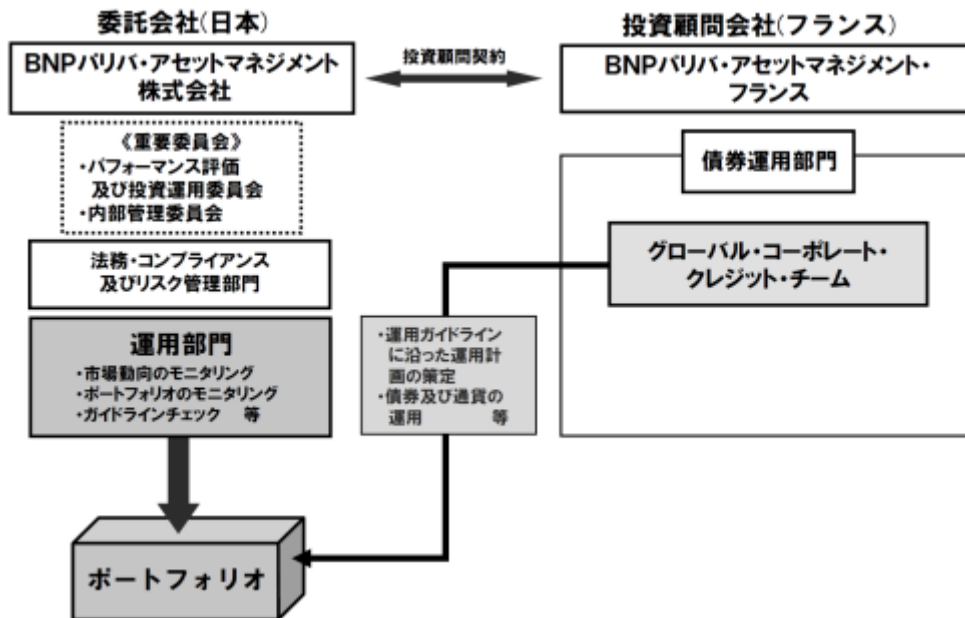 委託会社(日本)
BNPパリバ・アセットマネジメント
株式会社
《重要委員会》
・パフォーマンス評価
及び投資運用委員会
・内部管理委員会
法務・コンプライアンス
及びリスク管理部門
運用部門
・市場動向のモニタリング
・ポートフォリオのモニタリング
・ガイドラインチェック 等
投資顧問契約
投資顧問会社(フランス)
BNPパリバ・アセットマネジメント・
フランス
債券運用部門
グローバル・コーポレート・
クレジット・チーム
・運用ガイドライン
に沿った運用計
画の策定
・債券及び通貨の
運用 等
ポートフォリオ